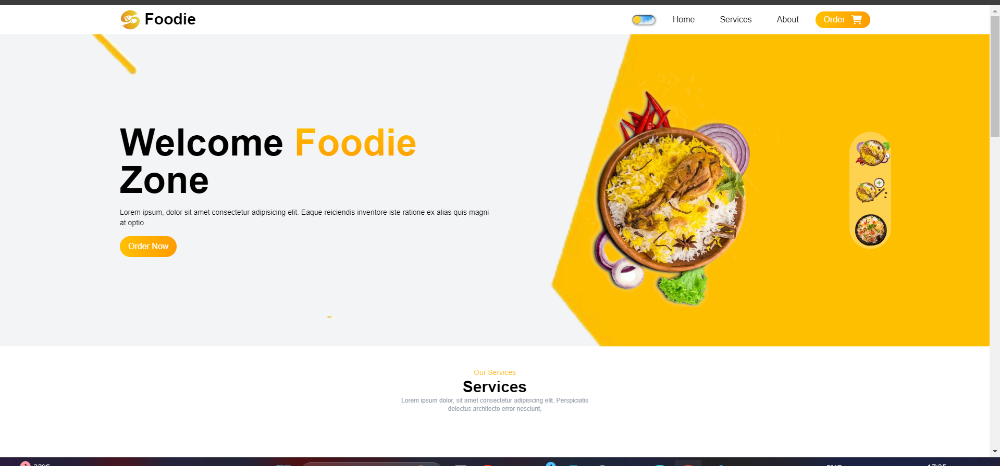 Foodie
Home
Services
About
Order
Welcome Foodie
Zone
Lorem ipsum, dolor sit amet consectetur adipisicing elit. Eaque reiciendis inventore iste ratione ex alias quis magni
at optio
Order Now
Our Services
Services
Lorem ipsum dolor, sit amet consectetur adipisicing elit. Perspiciatis
delectus architecto error nesciunt,